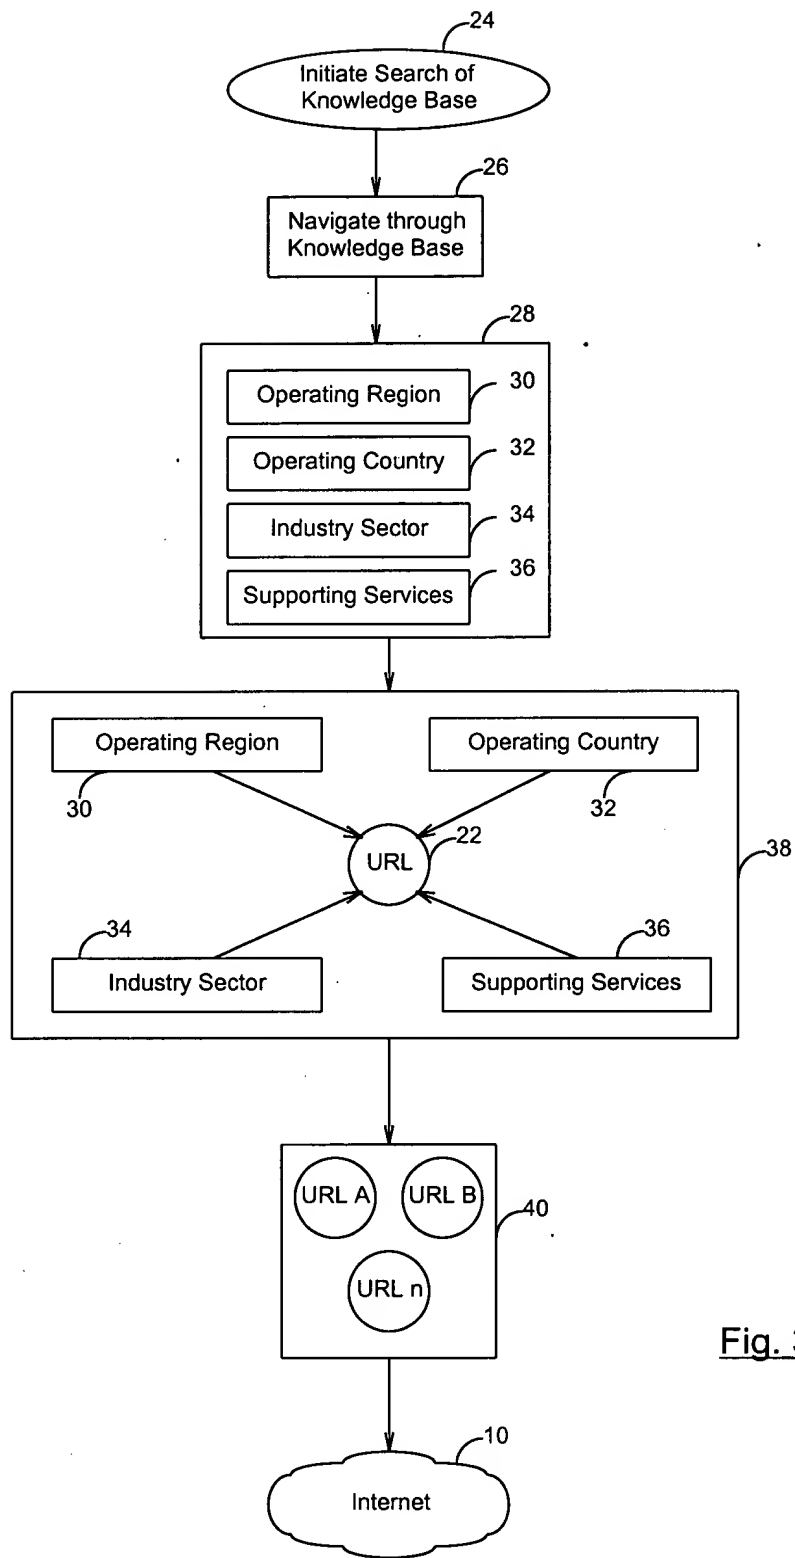 24
Initiate Search of
Knowledge Base
26
Navigate through
Knowledge Base
28
Operating Region
30
Operating Country
32
Industry Sector
34
Supporting Services
36
Operating Region
30
Operating Country
32
URL
22
38
34
Industry Sector
36
Supporting Services
URL A
URL B
40
URL n
Fig.
10
Internet